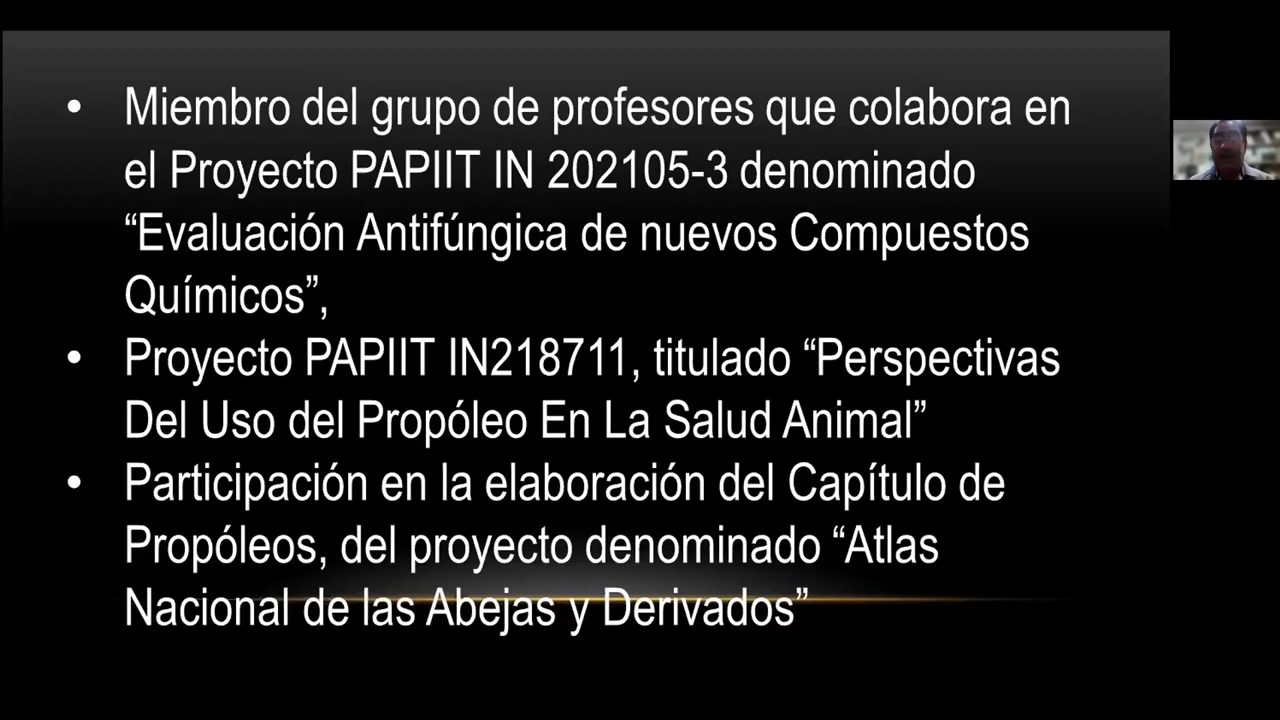 • Miembro del grupo de profesores que colabora en
el Proyecto PAPIIT IN 202105-3 denominado
“Evaluación Antifúngica de nuevos Compuestos
Químicos”,
• Proyecto PAPIIT IN218711, titulado “Perspectivas
Del Uso del Propóleo En La Salud Animal”
• Participación en la elaboración del Capítulo de
Propóleos, del proyecto denominado “Atlas
Nacional de las Abejas y Derivados”